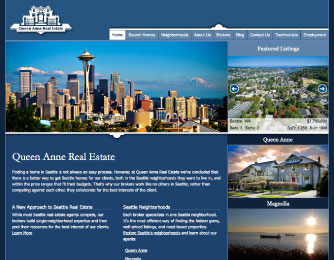 Queen Anne Real Estate
Home Search Homes Neighborhoods About Us Brokers Blog Contact Us Testimonials Employment
Featured Listings
Seattle, WA $1,750,000
Beds: 3 Baths: 2 SqFt: 4,250
Queen Anne
Queen Anne Real Estate
Finding a home in Seattle is not always an easy process. However, at Queen Anne Real Estate we've concluded that
there is a better way to get Seattle homes for our clients, both in the Seattle neighborhoods they want to live in, and
within the price ranges that fit their budgets. That's why our brokers work like no others in Seattle; rather than
competing against each other, they collaborate for the best interests of the client.
Magnolia
A New Approach to Seattle Real Estate
While most Seattle real estate agents compete, our
brokers build single-neighborhood expertise and then
pool their resources for the best interest of our clients.
Learn More
Seattle Neighborhoods
Each broker specializes in one Seattle neighborhood.
It's the most efficient way of finding the hidden gems,
well-priced listings, and most-based properties.
Explore Seattle's neighborhoods and learn about our
agents:
Queen Anne
Magnolia